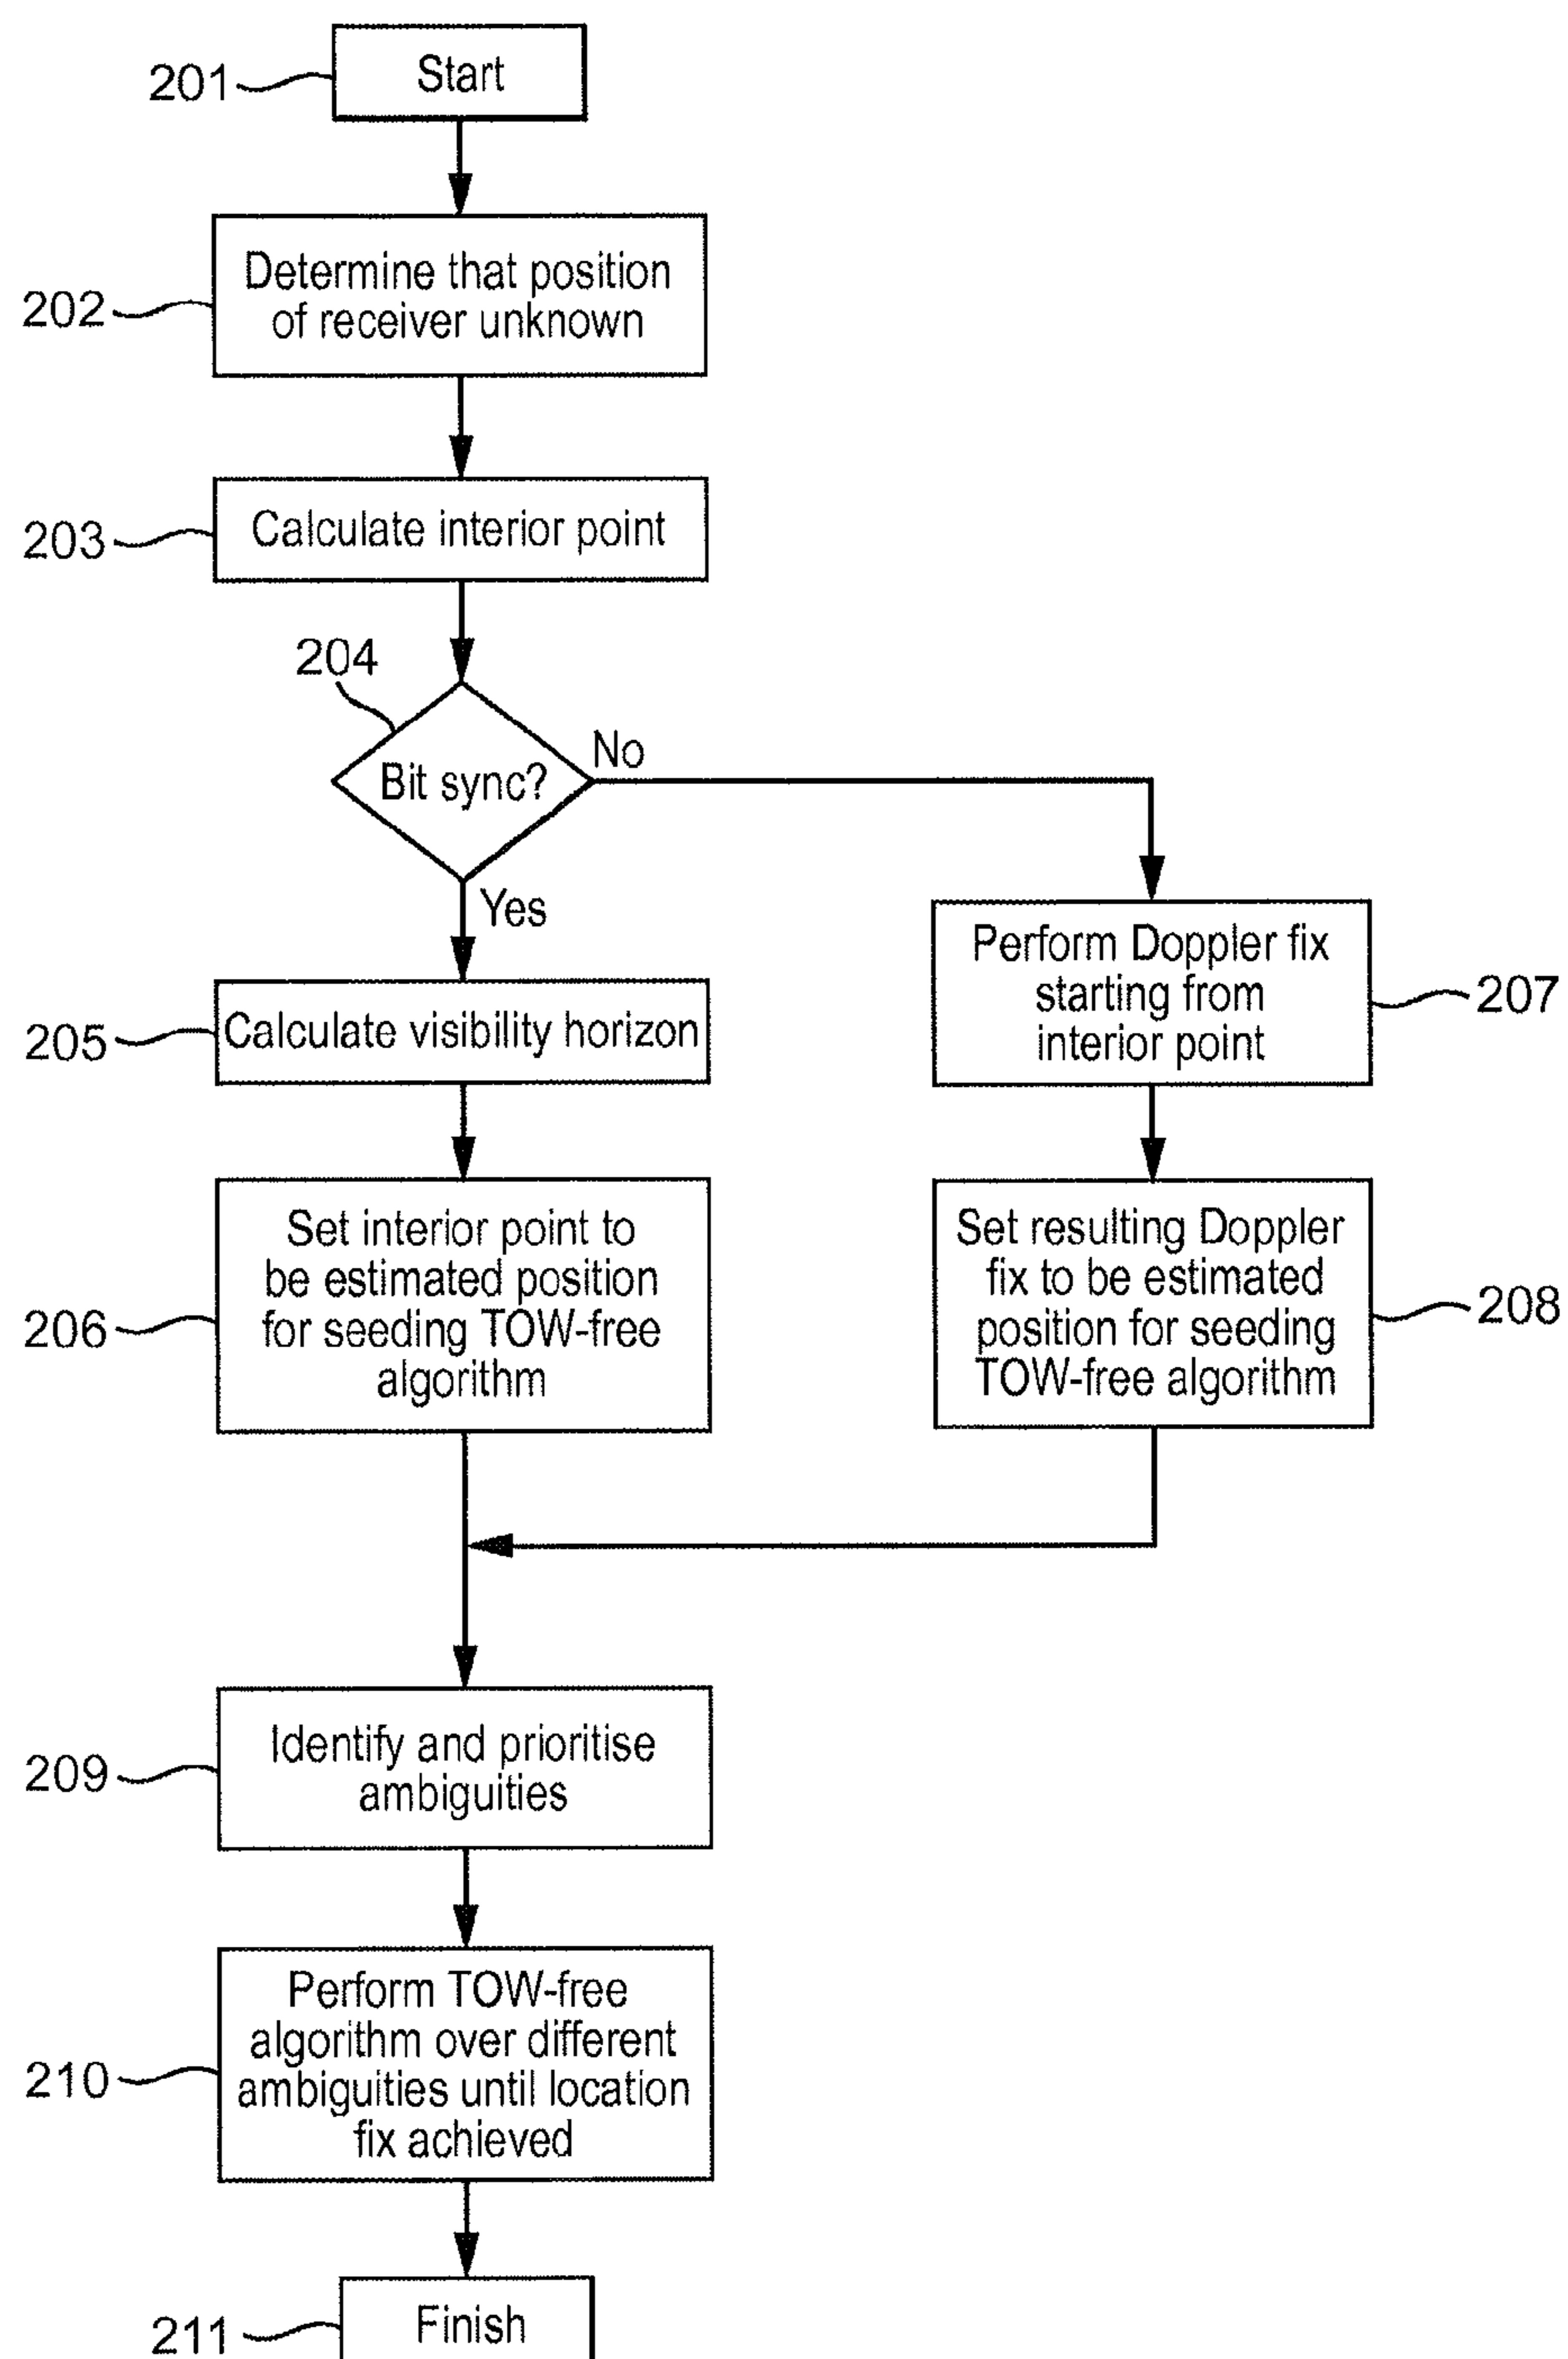 201
Start
202
Determine that position
of receiver unknown
203
Calculate interior point
204
Bit sync?
No
Yes
205
Calculate visibility horizon
Perform Doppler fix
starting from
interior point
207
206
Set interior point to
be estimated position
for seeding TOW-free
algorithm
Set resulting Doppler
fix to be estimated
position for seeding
TOW-free algorithm
208
209
Identify and prioritise
ambiguities
210
Perform TOW-free
algorithm over different
ambiguities until location
fix achieved
211
Finish